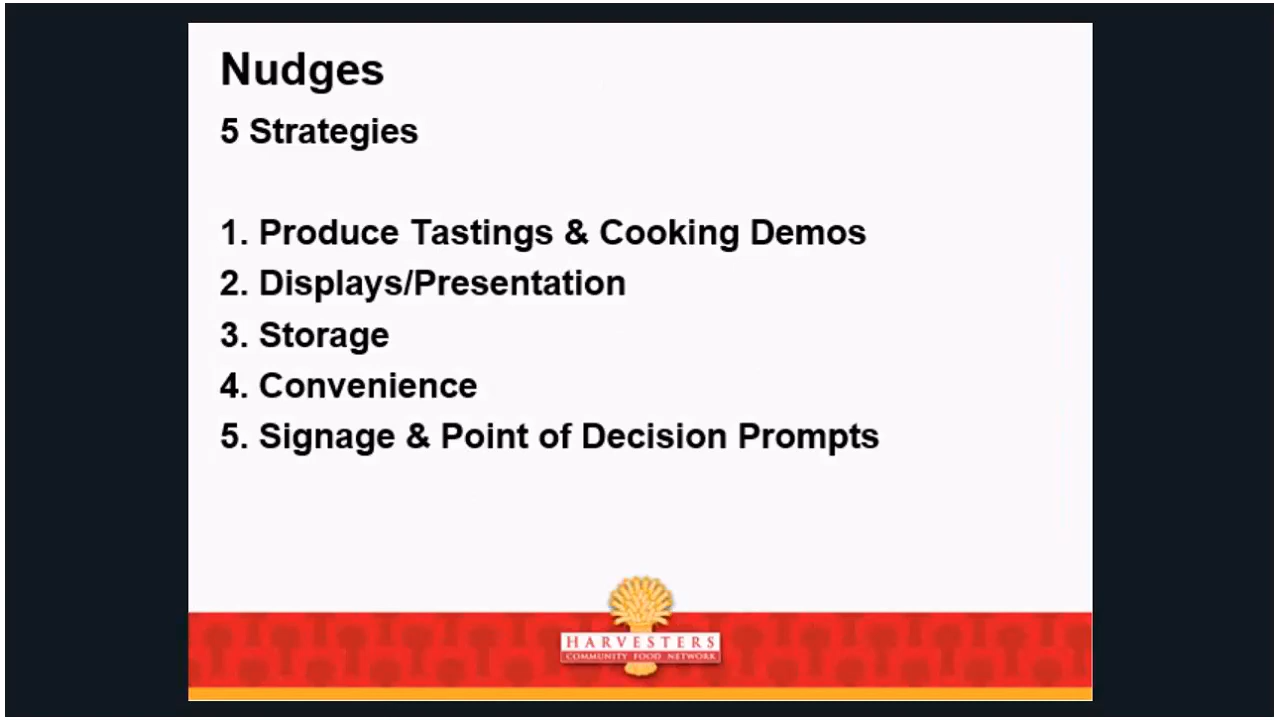 Nudges
5 Strategies
1. Produce Tastings & Cooking Demos
2. Displays/Presentation
3. Storage
4. Convenience
5. Signage & Point of Decision Prompts
HARVESTERS
COMMUNITY FOOD NETWORK